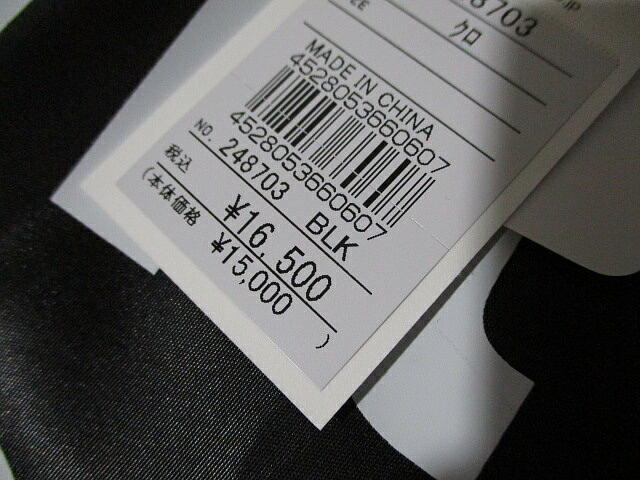 8703
ZE クロ
MADE IN CHINA
4528053660607
4528053660607
NO. 248703 BLK
税込 ¥16,500
(本体価格 ¥15,000 )